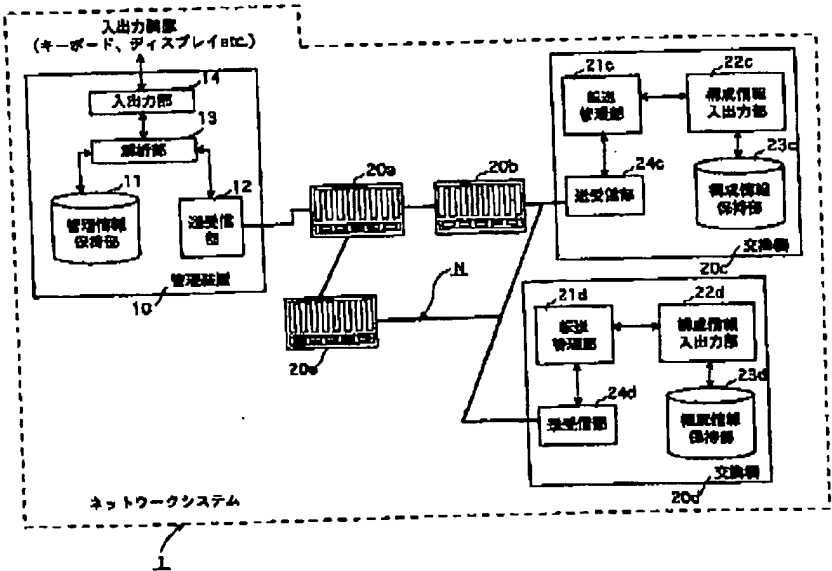 入出力装置
(キーボード、ディスプレイetc.)
14
入出力部
13
解析部
11
管理情報
保持部
12
送受信
部
管理装置
10
20a
20b
20e
N
21c
転送
管理部
22c
構成情報
入出力部
23c
構成情報
保持部
24c
送受信部
交換機
20c
21d
転送
管理部
22d
構成情報
入出力部
23d
構成情報
保持部
24d
送受信部
交換機
20d
ネットワークシステム
1